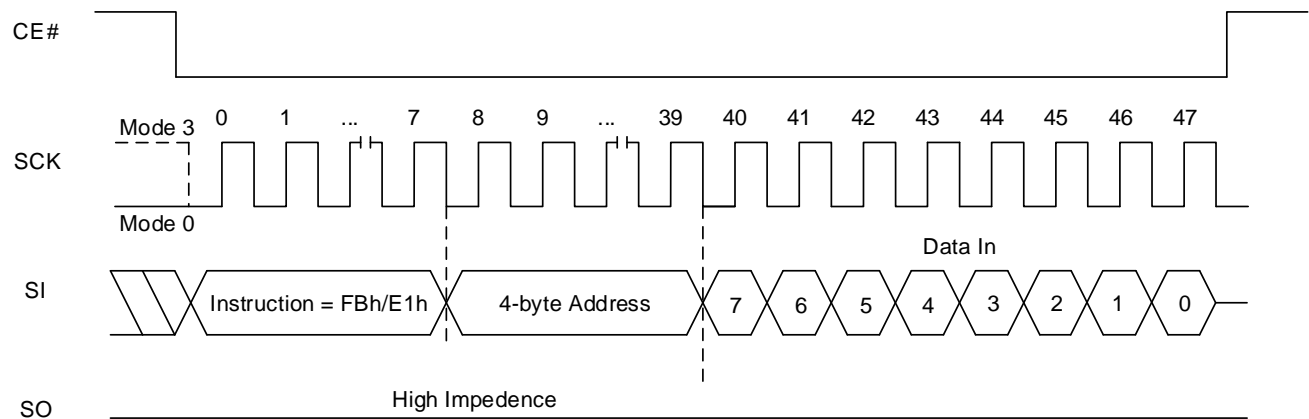 CE#
Mode 3
0 1 ... 7 8 9 ... 39 40 41 42 43 44 45 46 47
SCK
Mode 0
Data In
SI
Instruction = FBh/E1h
4-byte Address
7 6 5 4 3 2 1 0
High Impedence
SO